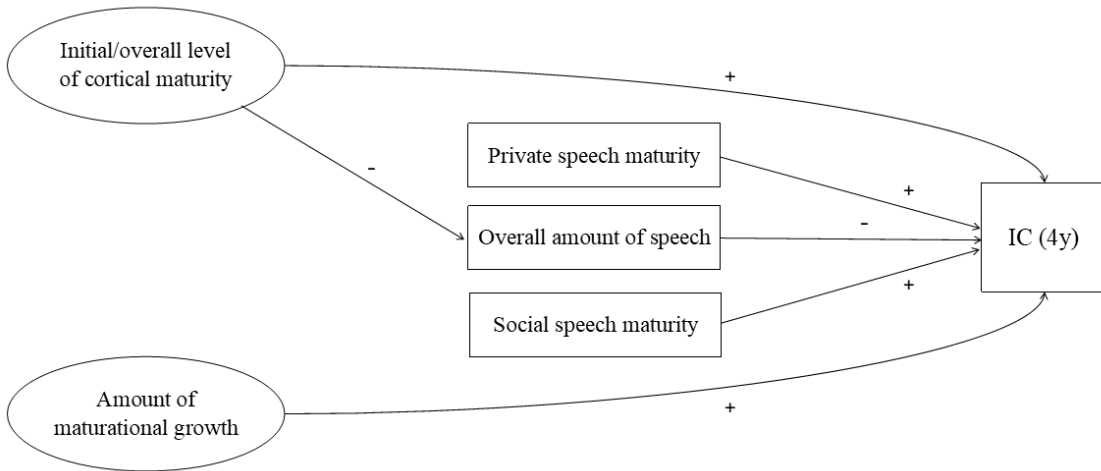 Initial/overall level
of cortical maturity
+
Private speech maturity
-
+
Overall amount of speech
-
IC (4y)
+
Social speech maturity
Amount of
maturational growth
+